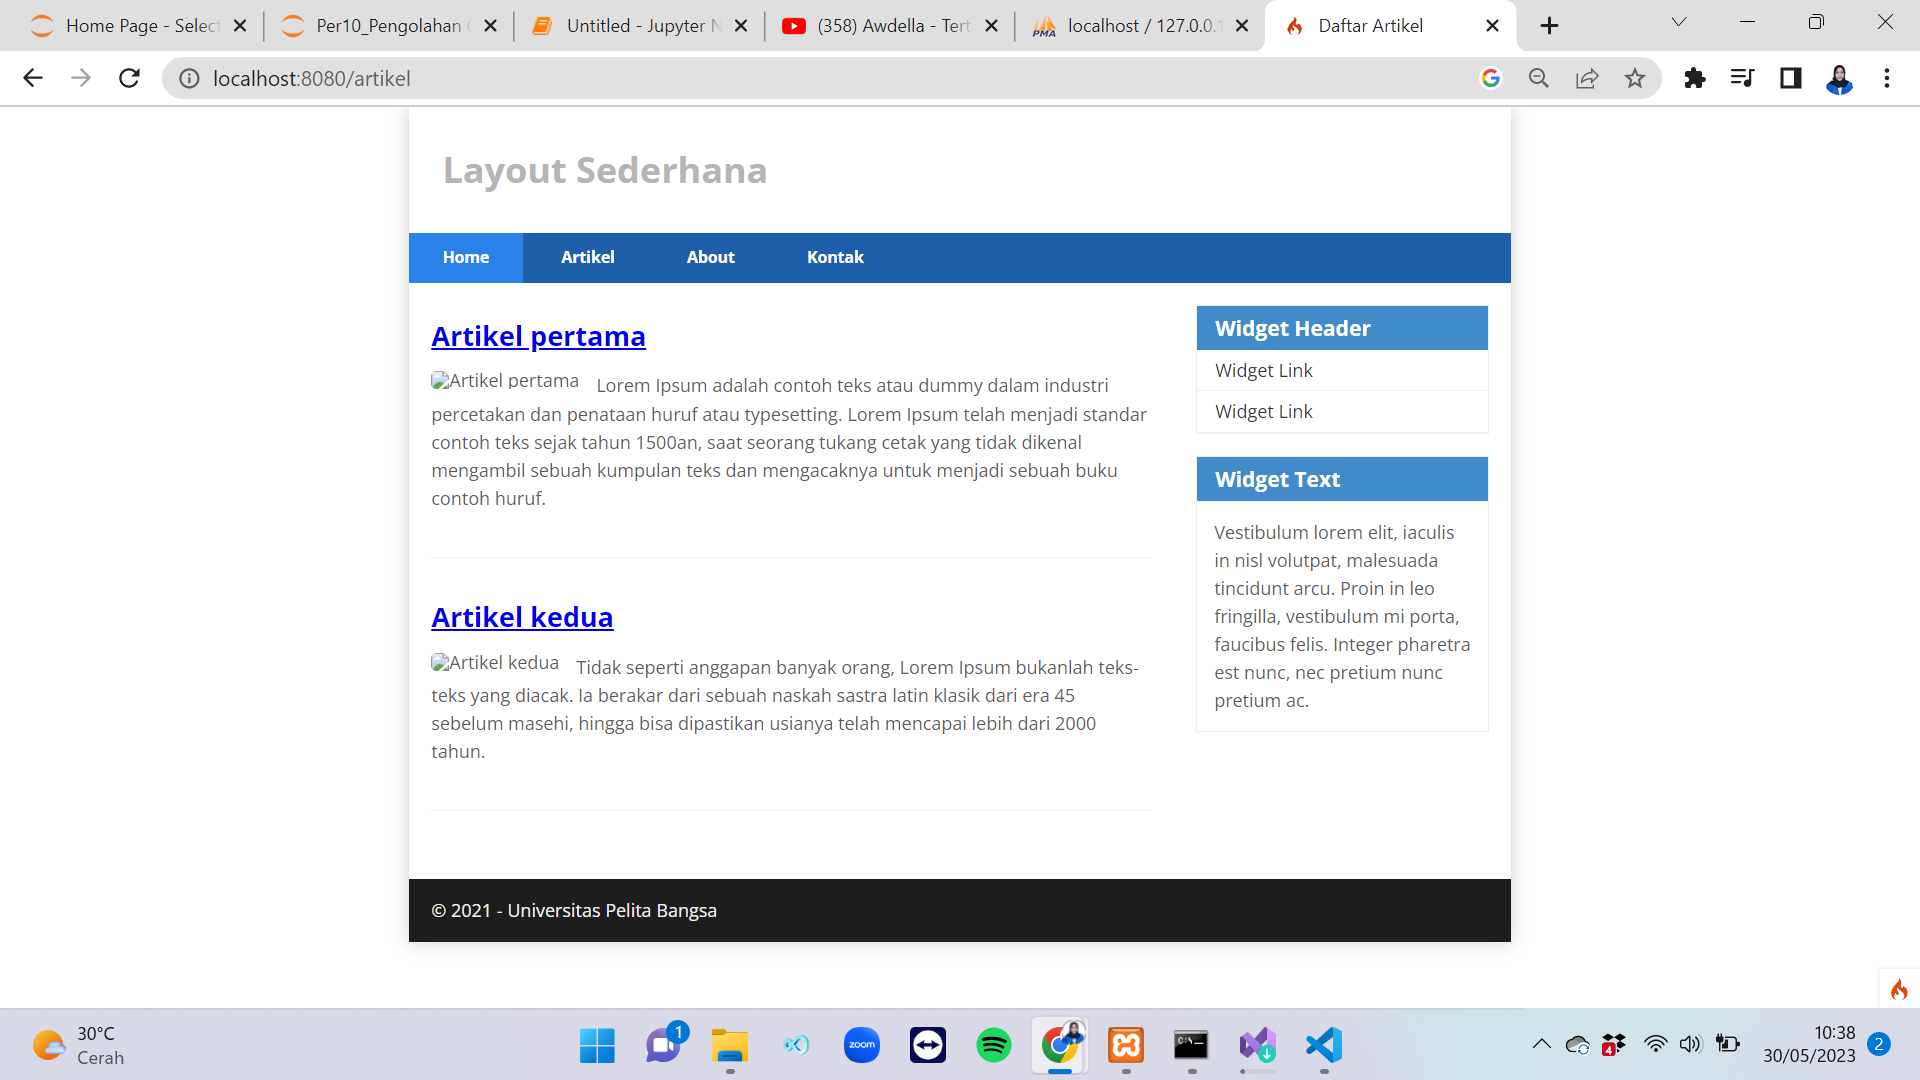 Home Page - Select
Per10_Pengolahan
Untitled - Jupyter N
(358) Awdella - Tert
PMA
localhost / 127.0.0.1
Daftar Artikel
localhost:8080/artikel
Layout Sederhana
Home
Artikel
About
Kontak
Artikel pertama
Artikel pertama Lorem Ipsum adalah contoh teks atau dummy dalam industri
percetakan dan penataan huruf atau typesetting. Lorem Ipsum telah menjadi standar
contoh teks sejak tahun 1500an, saat seorang tukang cetak yang tidak dikenal
mengambil sebuah kumpulan teks dan mengacaknya untuk menjadi sebuah buku
contoh huruf.
Artikel kedua
Artikel kedua Tidak seperti anggapan banyak orang, Lorem Ipsum bukanlah teks-
teks yang diacak. Ia berakar dari sebuah naskah sastra latin klasik dari era 45
sebelum masehi, hingga bisa dipastikan usianya telah mencapai lebih dari 2000
tahun.
Widget Header
Widget Link
Widget Link
Widget Text
Vestibulum lorem elit, iaculis
in nisl volutpat, malesuada
tincidunt arcu. Proin in leo
fringilla, vestibulum mi porta,
faucibus felis. Integer pharetra
est nunc, nec pretium nunc
pretium ac.
© 2021 - Universitas Pelita Bangsa
30°C
Cerah
1
zoom
C:\_
4
10:38
30/05/2023
2